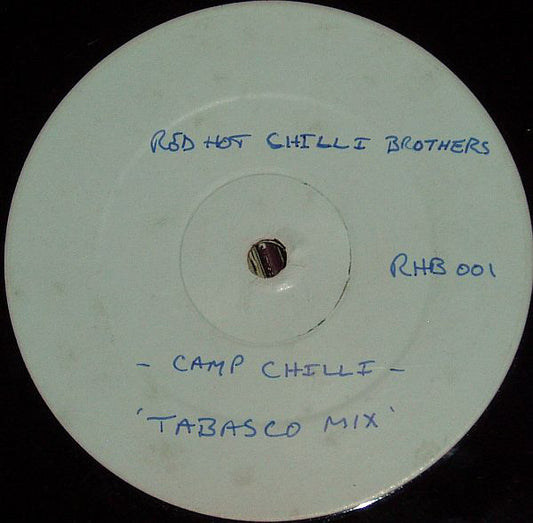 RED HOT CHILLI BROTHERS
RHB 001
- CAMP CHILLI -
'TABASCO MIX'